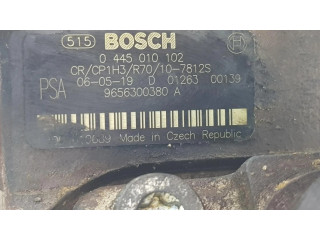 515 BOSCH
0 445 010 102
CR/CP1H3/R70/10-7812S
PSA 06-05-19 D 01263 00139
9656300380 A
Made in Czech Republic